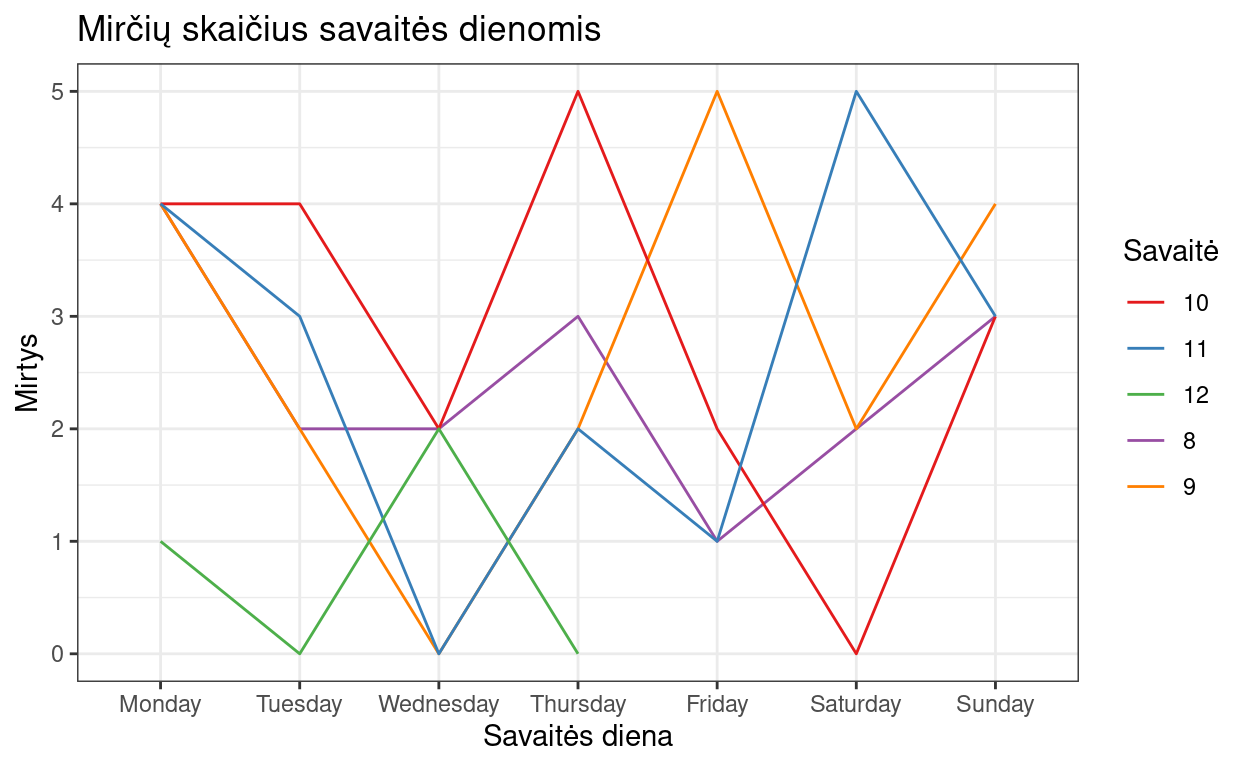 Mirčių skaičius savaitės dienomis
Mirtys
5
4
3
2
1
0
Monday Tuesday Wednesday Thursday Friday Saturday Sunday
Savaitės diena
Savaitė
10
11
12
8
9